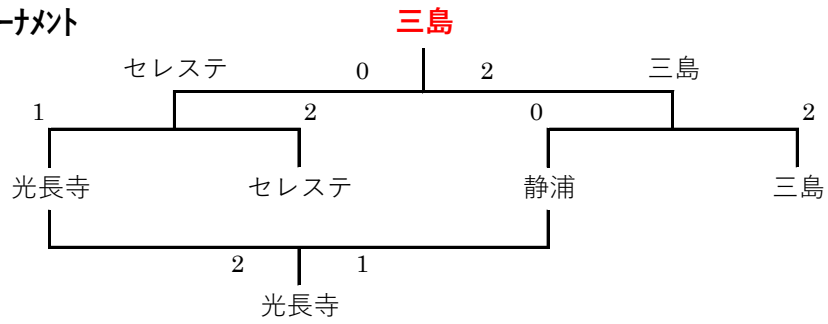 ーナメント
三島
セレステ 0 2 三島
1 2 0 2
光長寺 セレステ 静浦 三島
2 1
光長寺